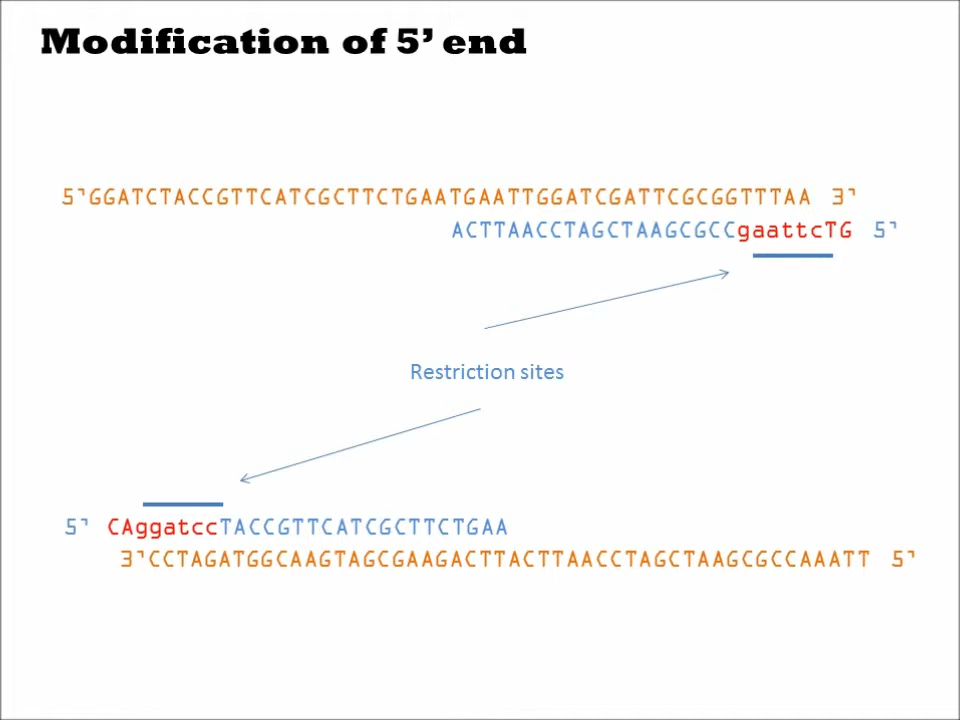 Modification of 5’ end
5'GGATCTACCGTTCATCGCTTCTGAATGAATTGGATCGATTCGCGGTTTAA 3'
ACTTAACCTAGCTAAGCGCCgaattcTG 5'
Restriction sites
5' CAggatccTACCGTTCATCGCTTCTGAA
3'CCTAGATGGCAAGTAGCGAAGACTTACTTAACCTAGCTAAGCGCCAAATT 5'